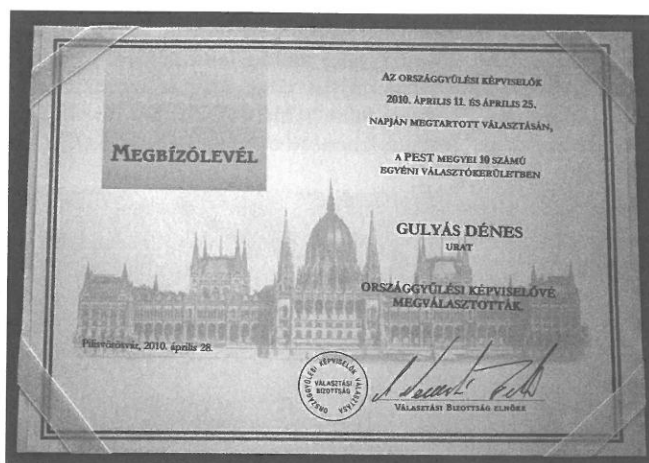 MEGBÍZÓLEVÉL
AZ ORSZÁGGYŰLÉSI KÉPVISELŐK
2010. ÁPRILIS 11. ÉS ÁPRILIS 25.
NAPJÁN MEGTARTOTT VÁLASZTÁSÁN,
A PEST MEGYEI 10 SZÁMÚ
EGYÉNI VÁLASZTÓKERÜLETBEN
GULYÁS DÉNES
URAT
ORSZÁGGYŰLÉSI KÉPVISELŐVÉ
MEGVÁLASZTOTTÁK.
Pilisvörösvár, 2010. április 28.
ORSZÁGGYŰLÉSI KÉPVISELŐK VÁLASZTÁSA
VÁLASZTÁSI
BIZOTTSÁG
VÁLASZTÁSI BIZOTTSÁG ELNÖKE